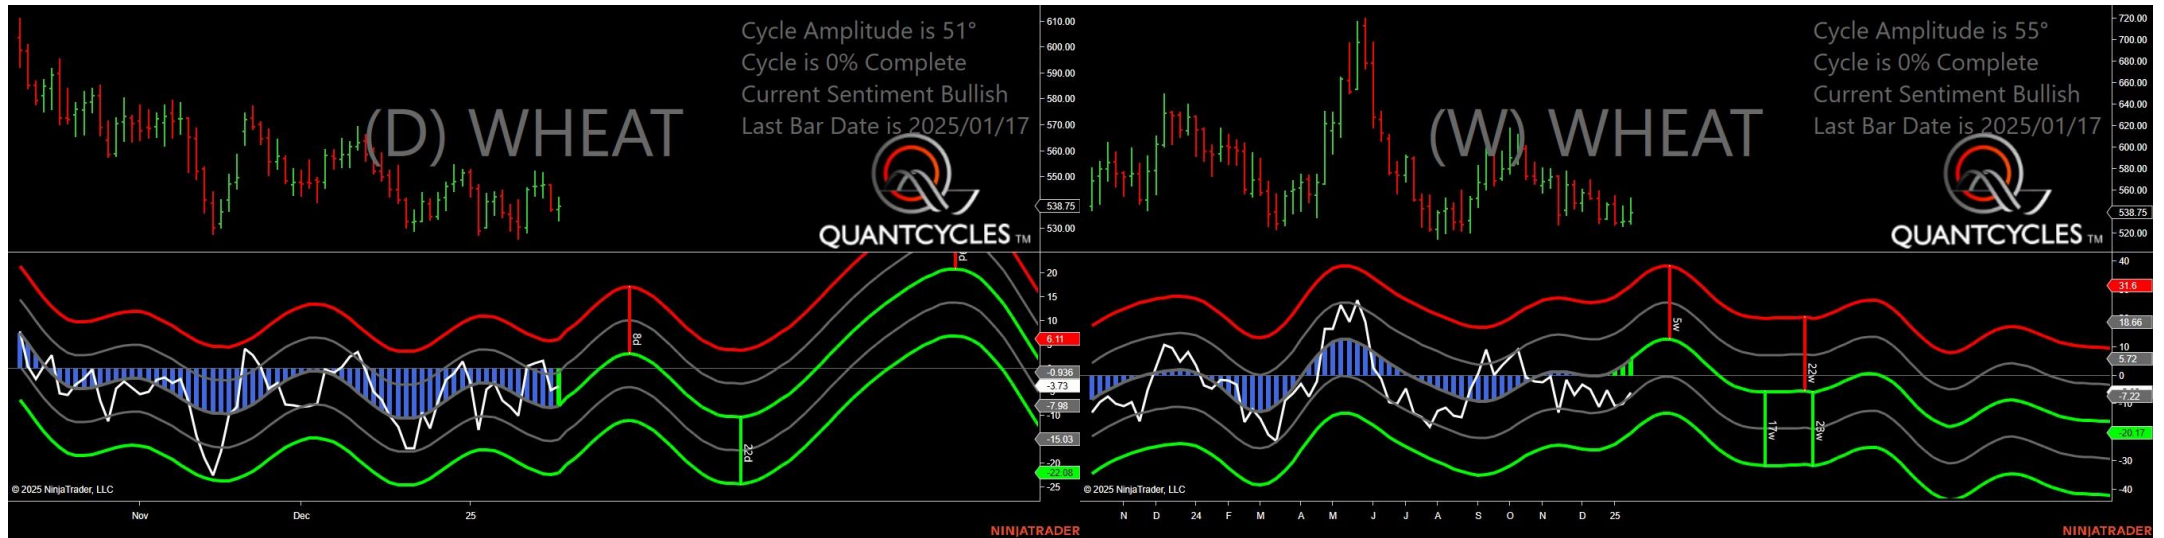 Cycle Amplitude is 51°
Cycle is 0% Complete
Current Sentiment Bullish
Last Bar Date is 2025/01/17
(D) WHEAT
QUANTCYCLES TM
610.00
600.00
590.00
580.00
570.00
560.00
550.00
538.75
530.00
20
15
10
6.11
-0.936
-3.73
-7.98
-10
-15.03
-20
-22.08
-25
8d
22d
© 2025 NinjaTrader, LLC
Nov
Dec
25
NINJATRADER
Cycle Amplitude is 55°
Cycle is 0% Complete
Current Sentiment Bullish
Last Bar Date is 2025/01/17
(W) WHEAT
QUANTCYCLES TM
720.00
700.00
680.00
660.00
640.00
620.00
600.00
580.00
560.00
538.75
520.00
40
31.6
18.66
10
5.72
0
-7.22
-10
-20.17
-30
-40
5w
22w
17w
28w
© 2025 NinjaTrader, LLC
N D 24 F M A M J J A S O N D 25
NINJATRADER